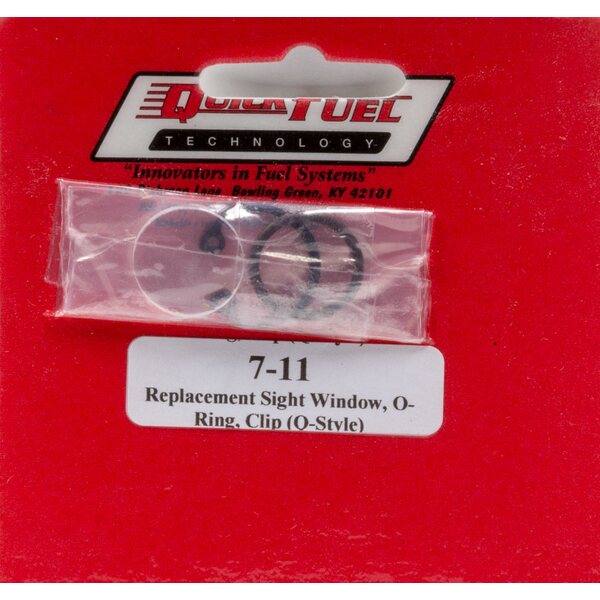 QUICK FUEL
TECHNOLOGY
"Innovators in Fuel Systems"
Lane, Bowling Green, KY 42101
7-11
Replacement Sight Window, O-
Ring, Clip (O-Style)